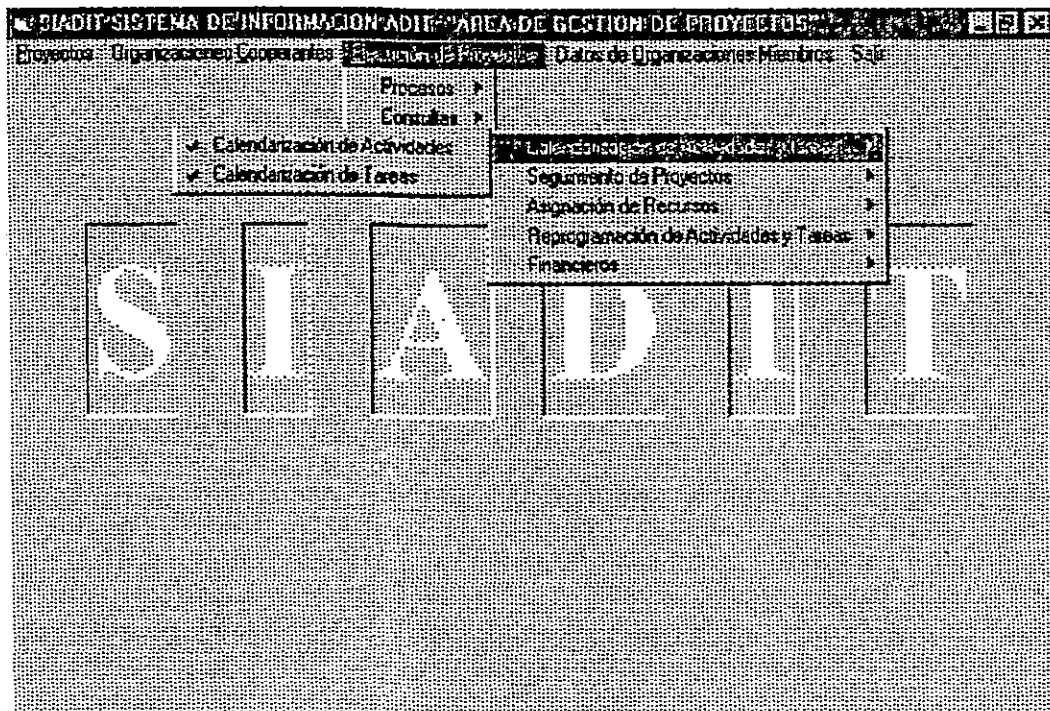 SIADIT-SISTEMA DE INFORMACION ADIT- "AREA DE GESTION DE PROYECTOS"
Proyectos Organizaciones Cooperantes Ejecución de Proyectos Datos de Organizaciones Miembros Salir
Procesos
Consultas
Calendarización de Actividades
Calendarización de Tareas
Seguimiento de Proyectos
Asignación de Recursos
Reprogramación de Actividades y Tareas
Financieros
S I A D I T